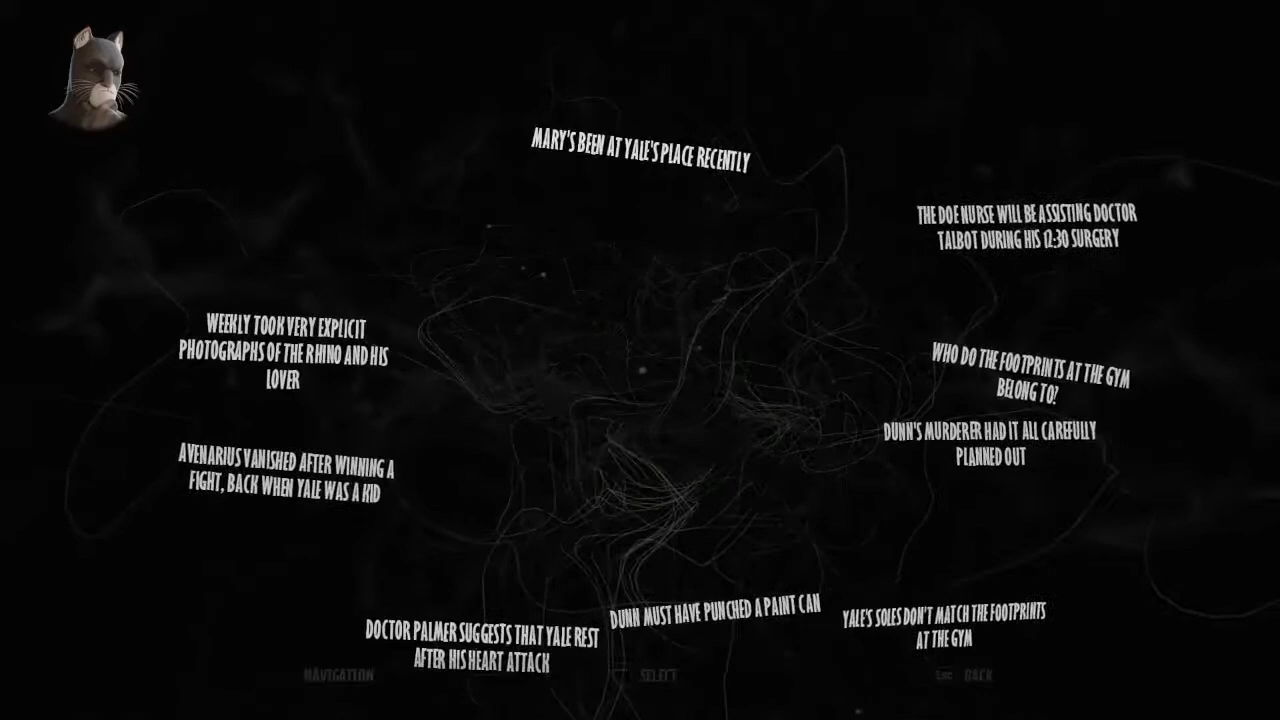 MARY'S BEEN AT YALE'S PLACE RECENTLY
THE DOE NURSE WILL BE ASSISTING DOCTOR
TALBOT DURING HIS 12:30 SURGERY
WEEKLY TOOK VERY EXPLICIT
PHOTOGRAPHS OF THE RHINO AND HIS
LOVER
WHO DO THE FOOTPRINTS AT THE GYM
BELONG TO?
DUNN'S MURDERER HAD IT ALL CAREFULLY
PLANNED OUT
AVENARIUS VANISHED AFTER WINNING A
FIGHT, BACK WHEN YALE WAS A KID
DUNN MUST HAVE PUNCHED A PAINT CAN
YALE'S SOLES DON'T MATCH THE FOOTPRINTS
AT THE GYM
DOCTOR PALMER SUGGESTS THAT YALE REST
AFTER HIS HEART ATTACK
NAVIGATION
SELECT
Esc BACK